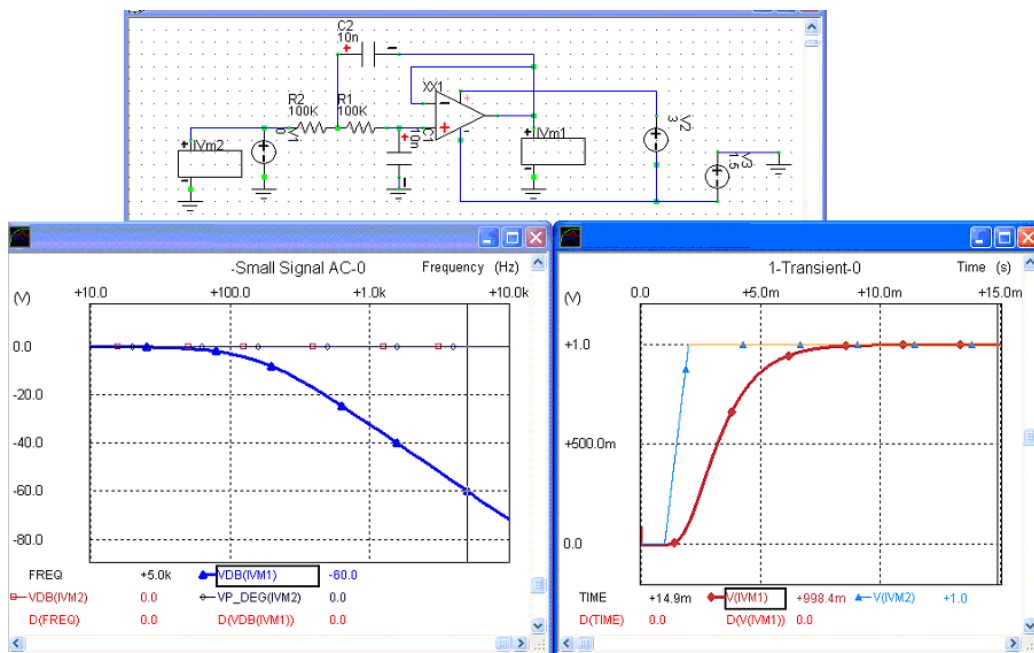 C2
10n
XX1
R2
100K
R1
100K
IVm2
V1
0
C1
10n
IVm1
V2
3
V3
1.5
-Small Signal AC-0 Frequency (Hz)
(V)
+10.0 +100.0 +1.0k +10.0k
0.0
-20.0
-40.0
-60.0
-80.0
FREQ +5.0k VDB(IVM1) -60.0
VDB(IVM2) 0.0 VP_DEG(IVM2) 0.0
D(FREQ) 0.0 D(VDB(IVM1)) 0.0
1-Transient-0 Time (s)
(V)
0.0 +5.0m +10.0m +15.0m
+1.0
+500.0m
0.0
TIME +14.9m V(IVM1) +998.4m V(IVM2) +1.0
D(TIME) 0.0 D(V(IVM1)) 0.0